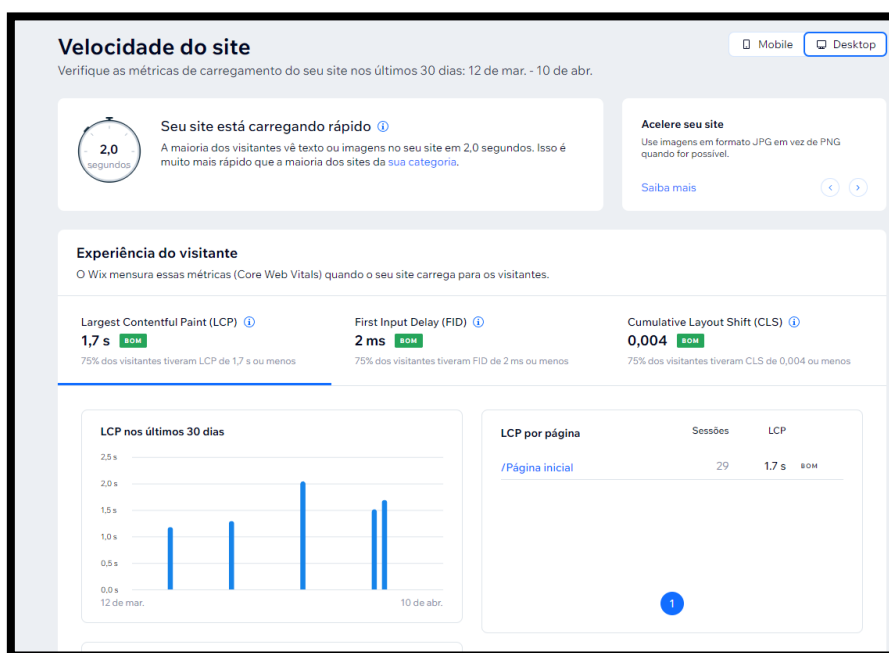 Velocidade do site
Mobile
Desktop
Verifique as métricas de carregamento do seu site nos últimos 30 dias: 12 de mar. - 10 de abr.
2,0
segundos
Seu site está carregando rápido
A maioria dos visitantes vê texto ou imagens no seu site em 2,0 segundos. Isso é
muito mais rápido que a maioria dos sites da sua categoria.
Acelere seu site
Use imagens em formato JPG em vez de PNG
quando for possível.
Saiba mais
Experiência do visitante
O Wix mensura essas métricas (Core Web Vitals) quando o seu site carrega para os visitantes.
Largest Contentful Paint (LCP)
1,7 s BOM
75% dos visitantes tiveram LCP de 1,7 s ou menos
First Input Delay (FID)
2 ms BOM
75% dos visitantes tiveram FID de 2 ms ou menos
Cumulative Layout Shift (CLS)
0,004 BOM
75% dos visitantes tiveram CLS de 0,004 ou menos
LCP nos últimos 30 dias
2,5 s
2,0 s
1,5 s
1,0 s
0,5 s
0,0 s
12 de mar.
10 de abr.
LCP por página Sessões LCP
/Página inicial 29 1.7 s BOM
1